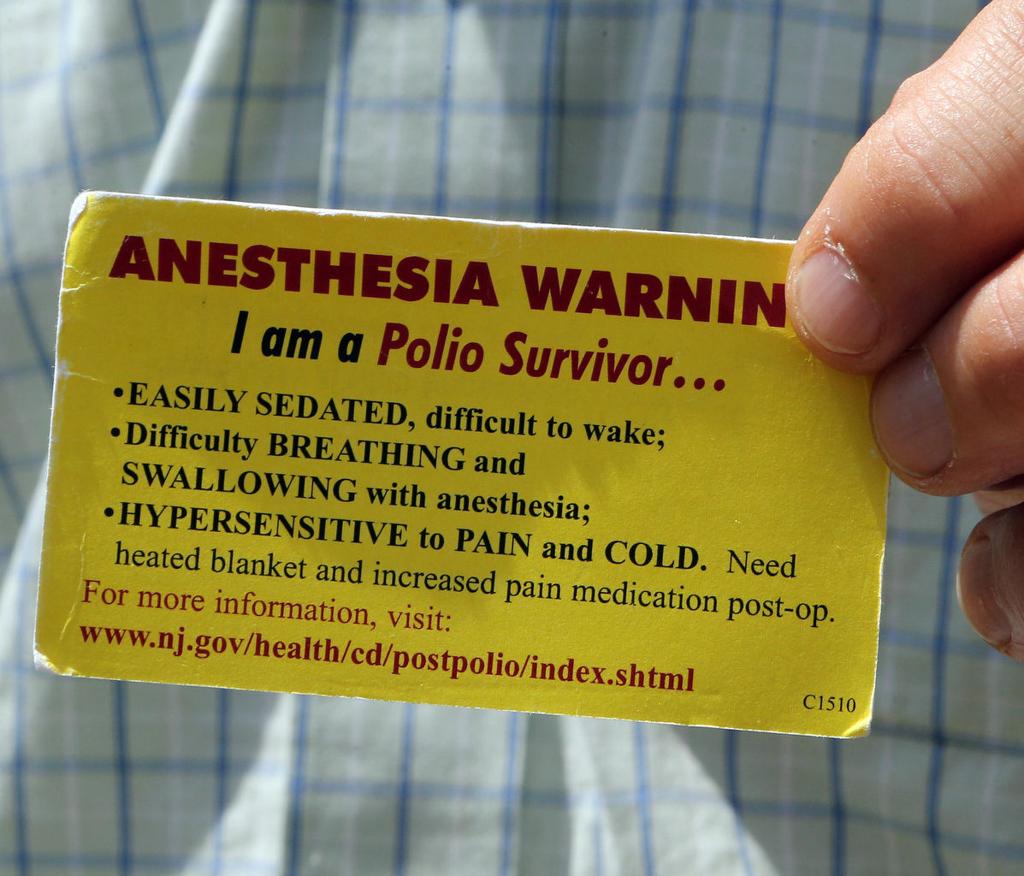 ANESTHESIA WARNIN
I am a Polio Survivor...
•EASILY SEDATED, difficult to wake;
•Difficulty BREATHING and
SWALLOWING with anesthesia;
•HYPERSENSITIVE to PAIN and COLD. Need
heated blanket and increased pain medication post-op.
For more information, visit:
www.nj.gov/health/cd/postpolio/index.shtml
C1510